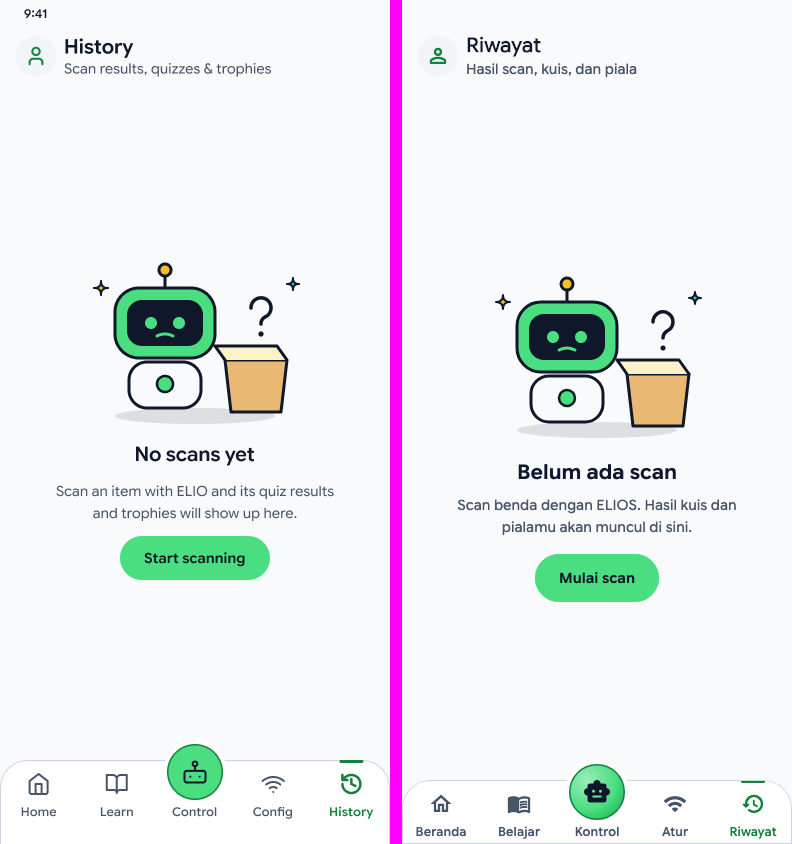 9:41
History
Scan results, quizzes & trophies
?
No scans yet
Scan an item with ELIO and its quiz results
and trophies will show up here.
Start scanning
Home
Learn
Control
Config
History
Riwayat
Hasil scan, kuis, dan piala
?
Belum ada scan
Scan benda dengan ELIOS. Hasil kuis dan
pialamu akan muncul di sini.
Mulai scan
Beranda
Belajar
Kontrol
Atur
Riwayat